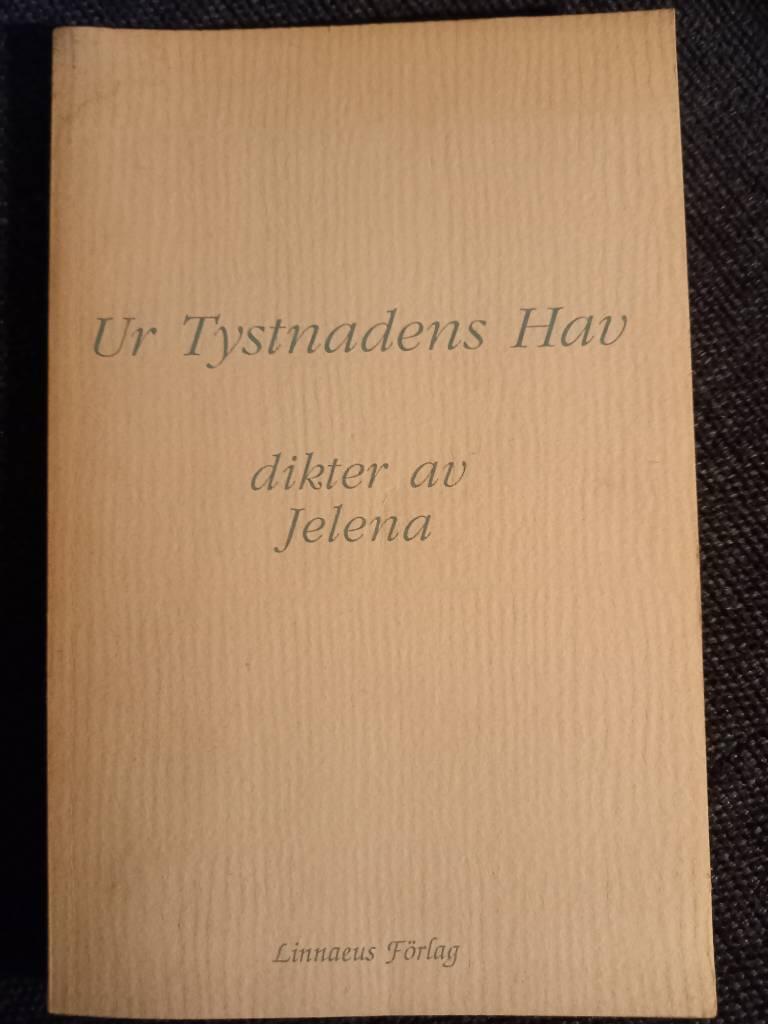 Ur Tystnadens Hav
dikter av
Jelena
Linnaeus Förlag